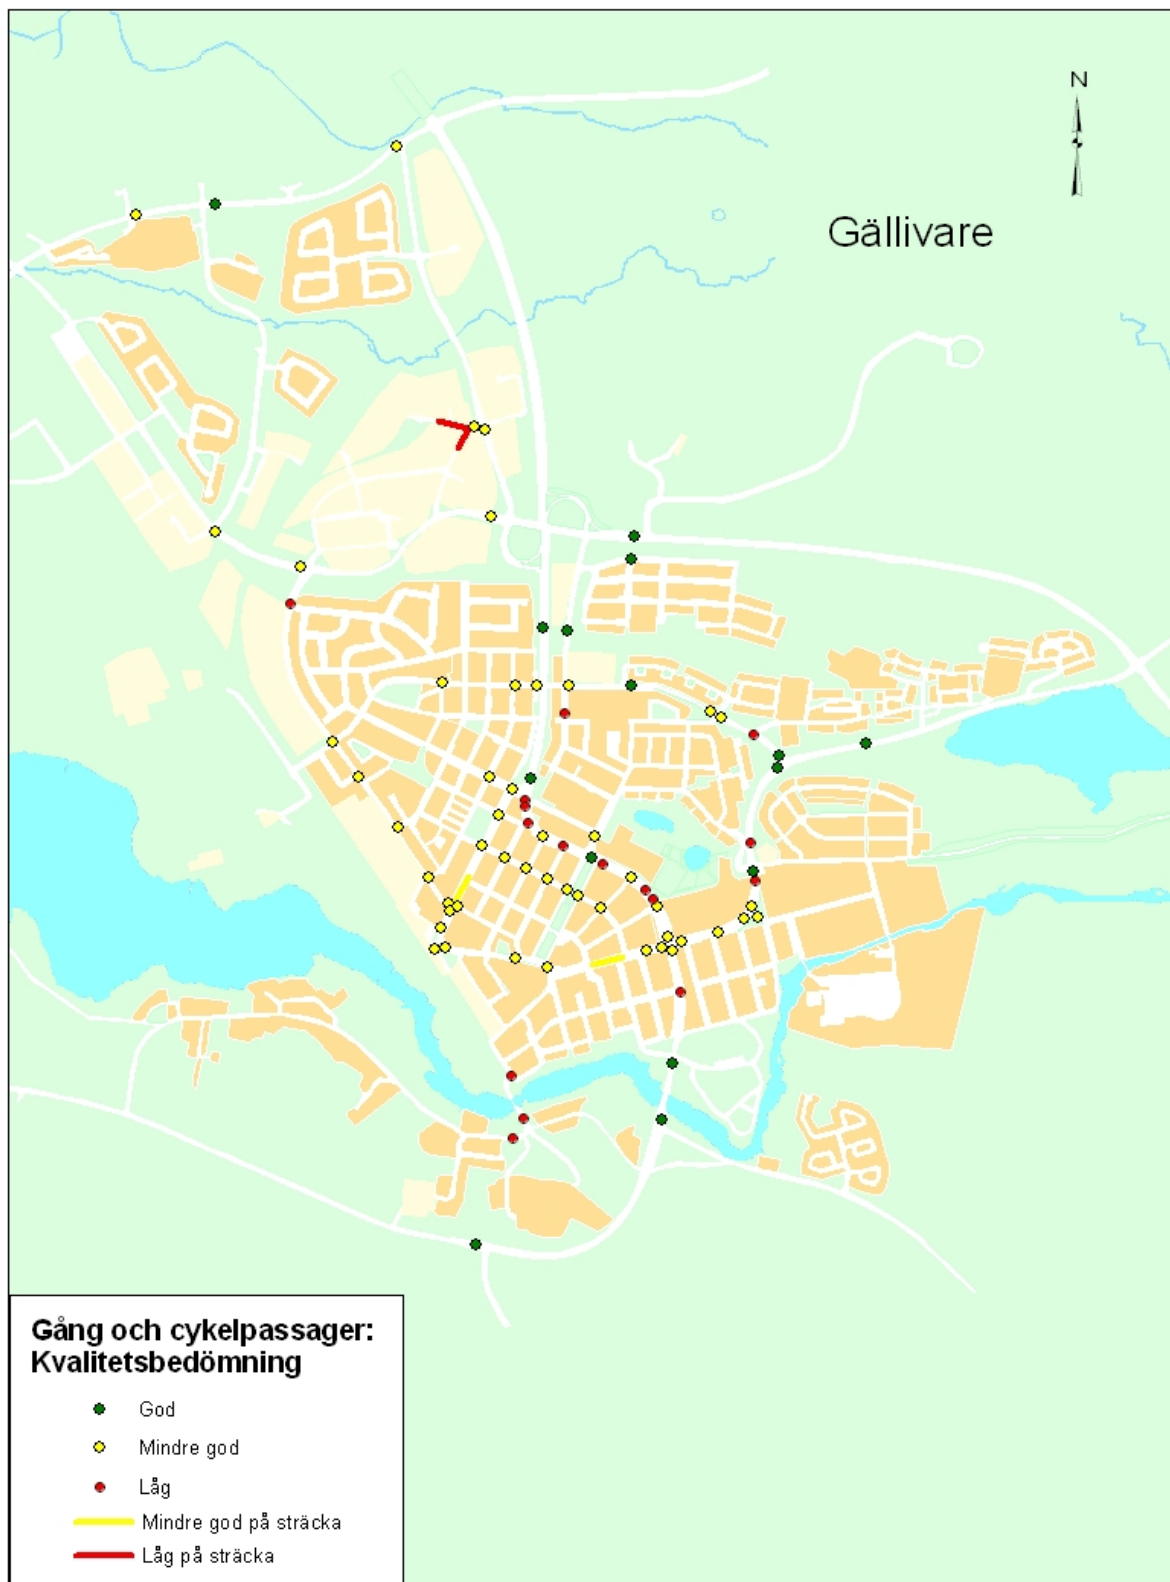 N
Gällivare
Gång och cykelpassager:
Kvalitetsbedömning
God
Mindre god
Låg
Mindre god på sträcka
Låg på sträcka